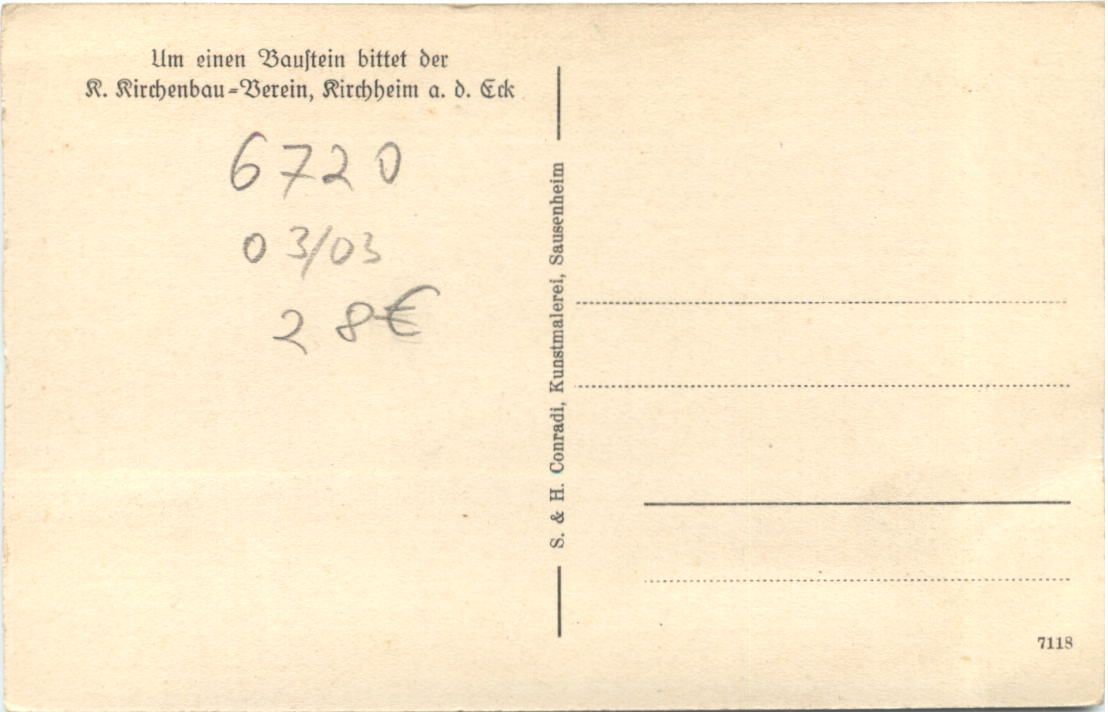 Um einen Bauſtein bittet der
K. Kirchenbau-Verein, Kirchheim a. d. Eck
6720
03/03
28€
S. & H. Conradi, Kunstmalerei, Sausenheim
7118